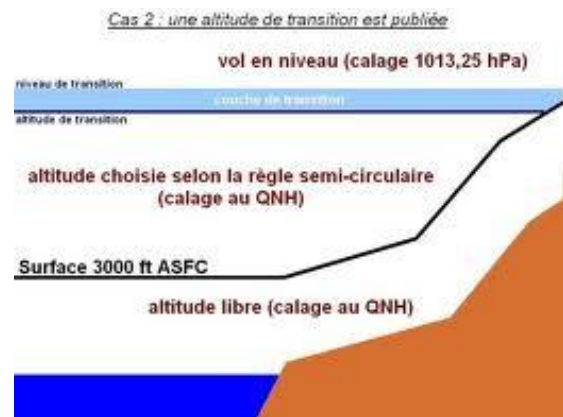 Cas 2 : une altitude de transition est publiée
vol en niveau (calage 1013,25 hPa)
niveau de transition
couche de transition
altitude de transition
altitude choisie selon la règle semi-circulaire
(calage au QNH)
Surface 3000 ft ASFC
altitude libre (calage au QNH)